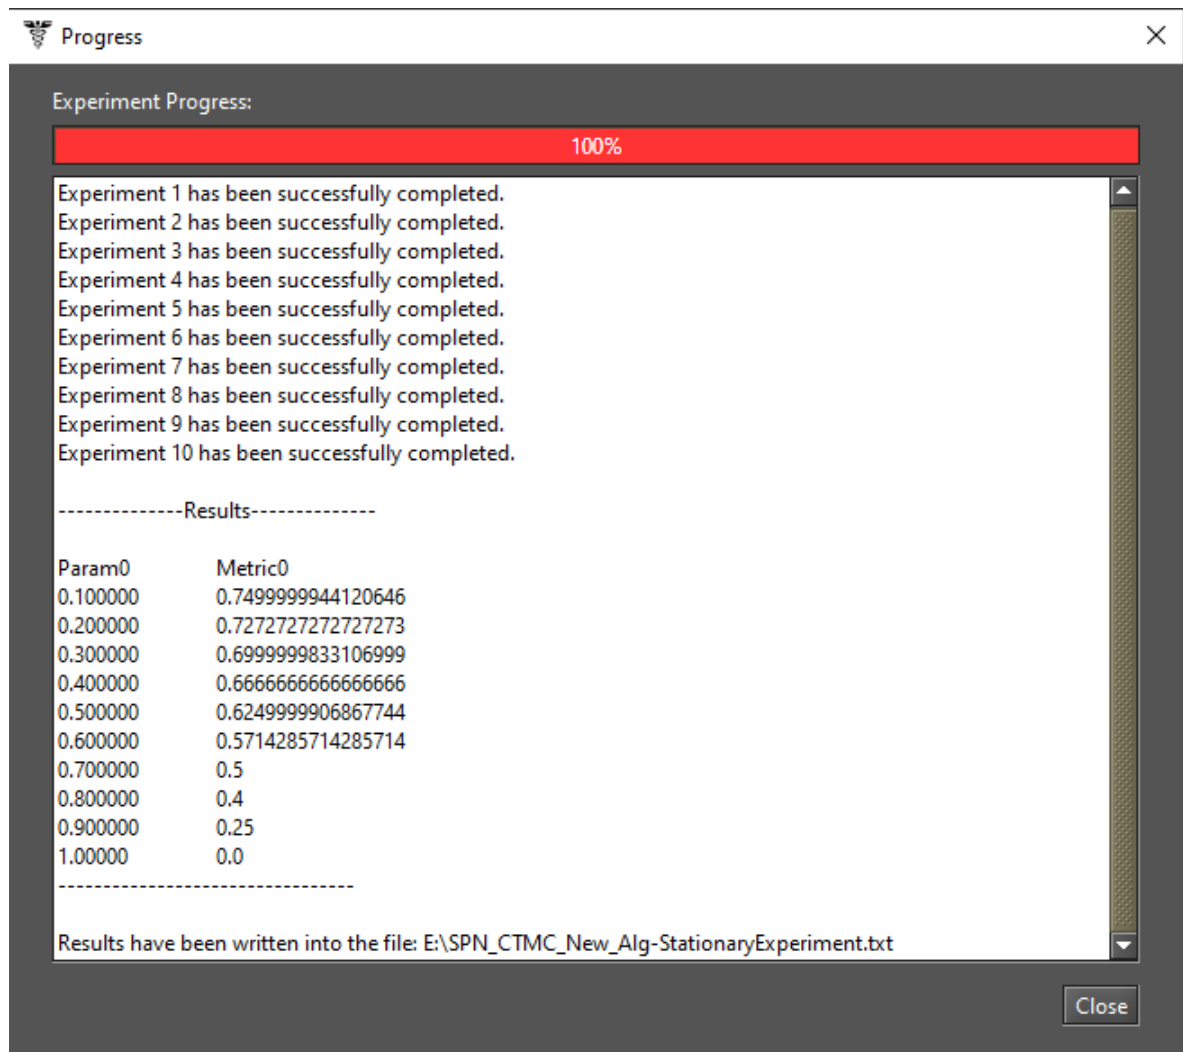 Progress
Experiment Progress:
100%
Experiment 1 has been successfully completed.
Experiment 2 has been successfully completed.
Experiment 3 has been successfully completed.
Experiment 4 has been successfully completed.
Experiment 5 has been successfully completed.
Experiment 6 has been successfully completed.
Experiment 7 has been successfully completed.
Experiment 8 has been successfully completed.
Experiment 9 has been successfully completed.
Experiment 10 has been successfully completed.
--------------Results--------------
Param0 Metric0
0.100000 0.7499999944120646
0.200000 0.7272727272727273
0.300000 0.6999999833106999
0.400000 0.6666666666666666
0.500000 0.6249999906867744
0.600000 0.5714285714285714
0.700000 0.5
0.800000 0.4
0.900000 0.25
1.00000 0.0
---------------------------------
Results have been written into the file: E:\SPN_CTMC_New_Alg-StationaryExperiment.txt
Close